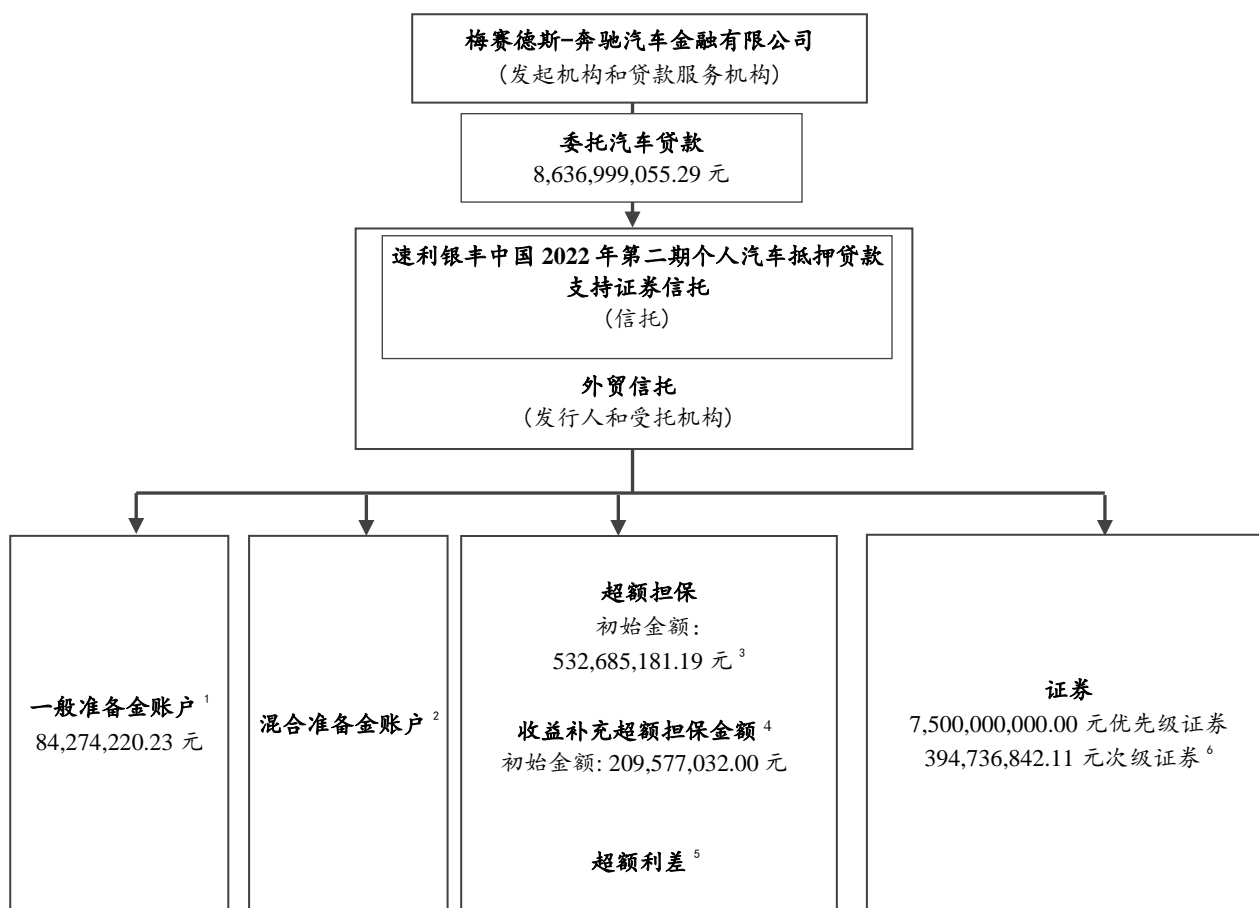 梅赛德斯-奔驰汽车金融有限公司
(发起机构和贷款服务机构)
委托汽车贷款
8,636,999,055.29 元
速利银丰中国 2022 年第二期个人汽车抵押贷款
支持证券信托
(信托)
外贸信托
(发行人和受托机构)
一般准备金账户 1
84,274,220.23 元
混合准备金账户 2
超额担保
初始金额:
532,685,181.19 元 3
收益补充超额担保金额 4
初始金额: 209,577,032.00 元
超额利差 5
证券
7,500,000,000.00 元优先级证券
394,736,842.11 元次级证券 6